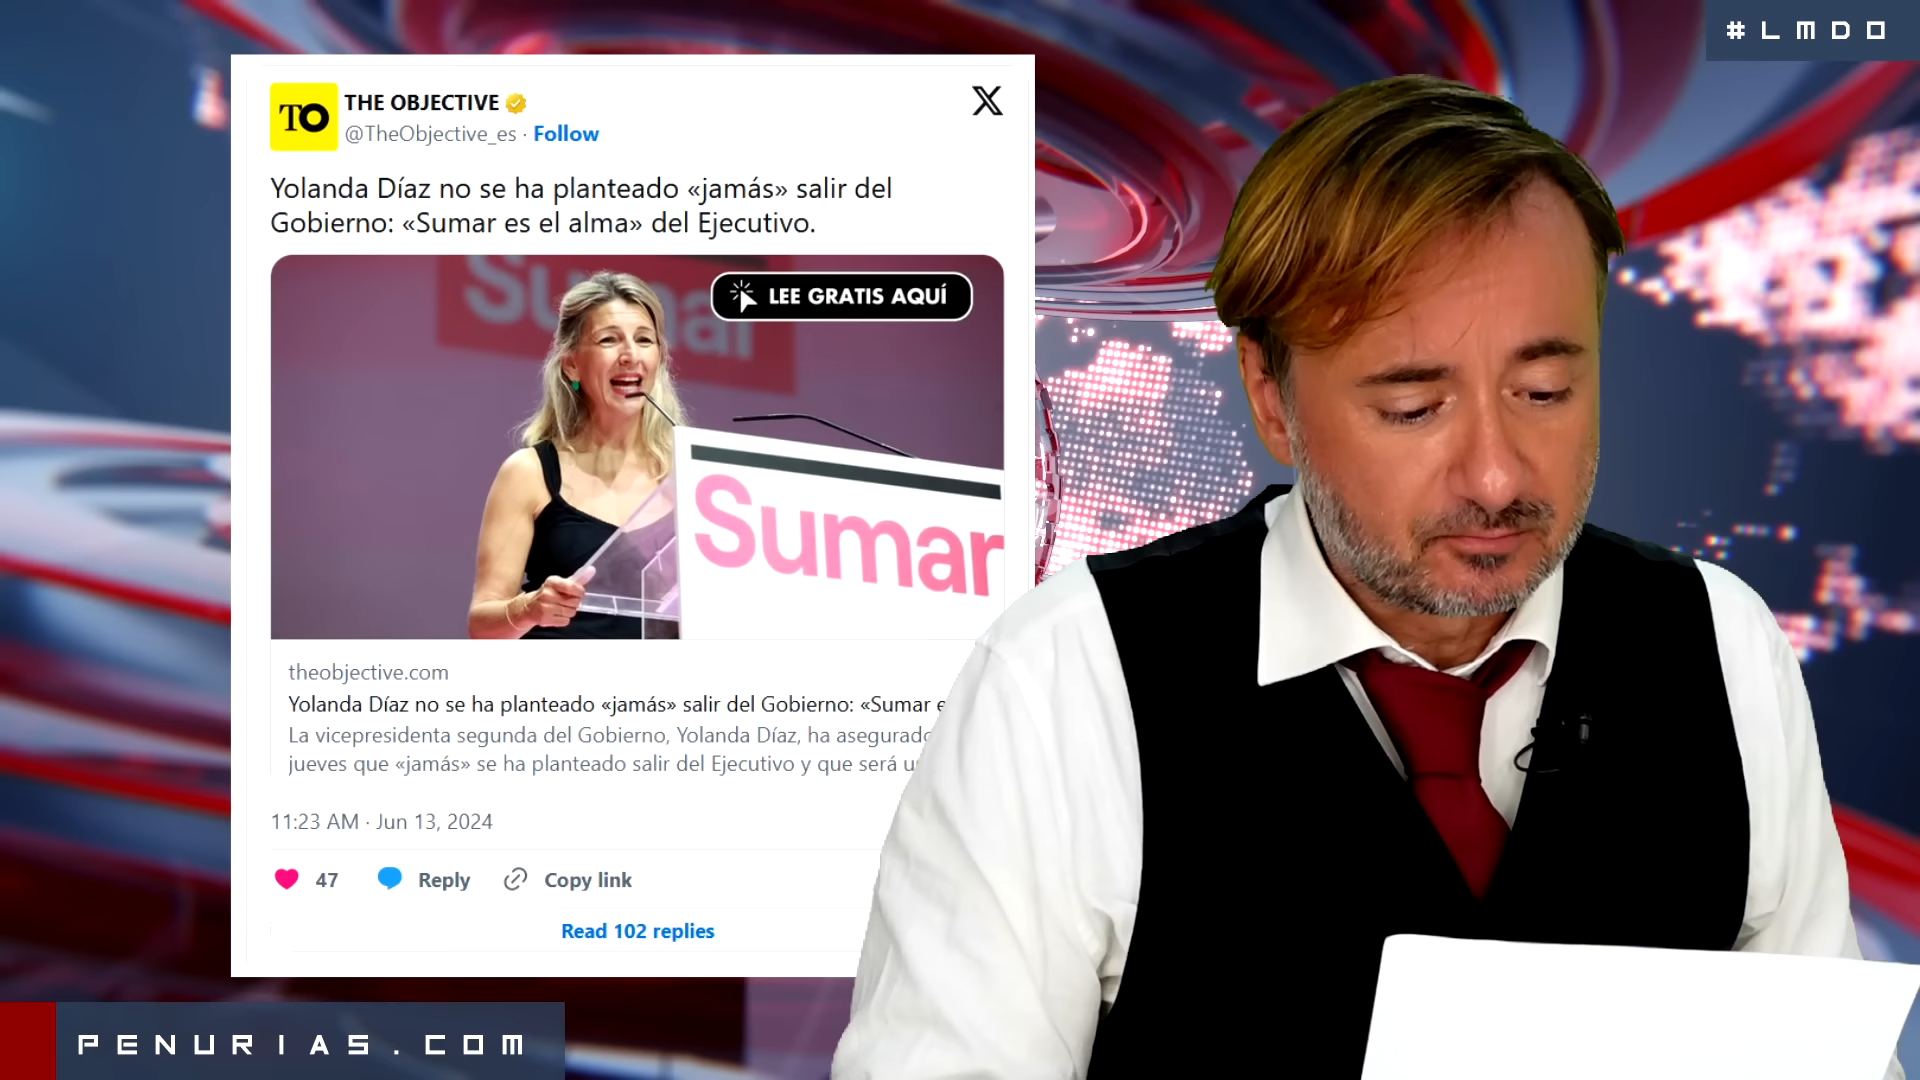 #LMDO
TO
THE OBJECTIVE
@TheObjective_es · Follow
Yolanda Díaz no se ha planteado «jamás» salir del
Gobierno: «Sumar es el alma» del Ejecutivo.
Sumar
LEE GRATIS AQUÍ
Sumar
theobjective.com
Yolanda Díaz no se ha planteado «jamás» salir del Gobierno: «Sumar e
La vicepresidenta segunda del Gobierno, Yolanda Díaz, ha asegurado
jueves que «jamás» se ha planteado salir del Ejecutivo y que será u
11:23 AM · Jun 13, 2024
47 Reply Copy link
Read 102 replies
PENURIAS.COM